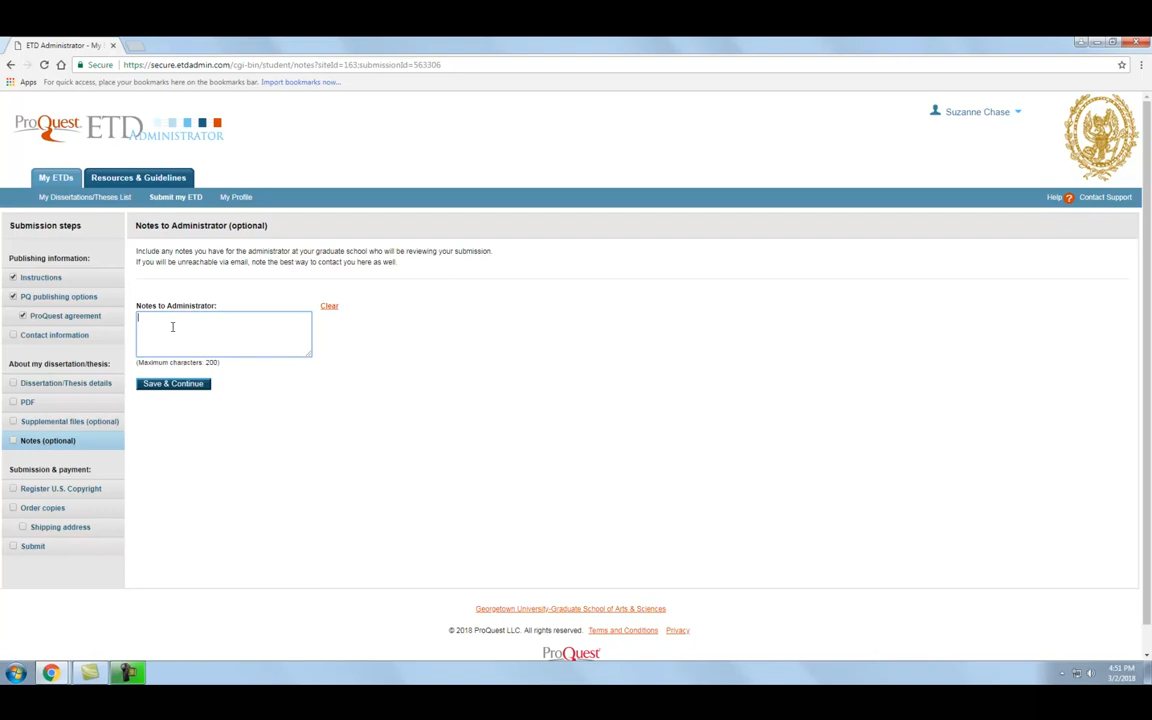 ETD Administrator - My
Secure https://secure.etdadmin.com/cgi-bin/student/notes?siteId=163;submissionId=563306
Apps For quick access, place your bookmarks here on the bookmarks bar. Import bookmarks now...
ProQuest ETD ADMINISTRATOR
Suzanne Chase
My ETDs Resources & Guidelines
My Dissertations/Theses List Submit my ETD My Profile Help ? Contact Support
Submission steps
Publishing information:
Instructions
PQ publishing options
ProQuest agreement
Contact information
About my dissertation/thesis:
Dissertation/Thesis details
PDF
Supplemental files (optional)
Notes (optional)
Submission & payment:
Register U.S. Copyright
Order copies
Shipping address
Submit
Notes to Administrator (optional)
Include any notes you have for the administrator at your graduate school who will be reviewing your submission.
If you will be unreachable via email, note the best way to contact you here as well.
Notes to Administrator: Clear
(Maximum characters: 200)
Save & Continue
Georgetown University-Graduate School of Arts & Sciences
© 2018 ProQuest LLC. All rights reserved. Terms and Conditions Privacy
ProQuest
4:51 PM
3/2/2018